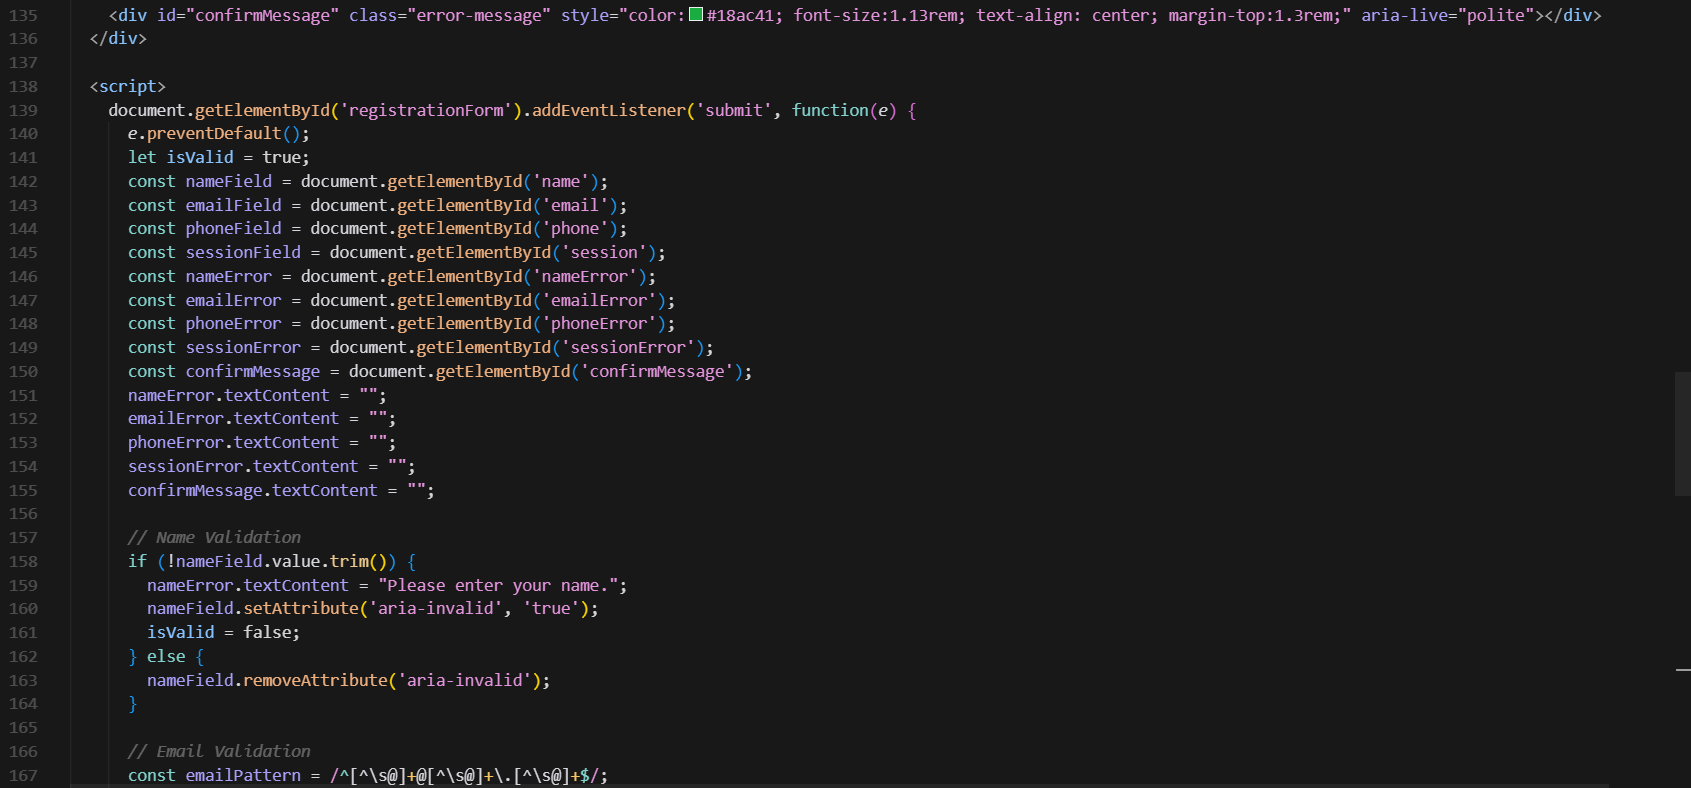 135 <div id="confirmMessage" class="error-message" style="color:#18ac41; font-size:1.13rem; text-align: center; margin-top:1.3rem;" aria-live="polite"></div>
136 </div>
137
138 <script>
139 document.getElementById('registrationForm').addEventListener('submit', function(e) {
140 e.preventDefault();
141 let isValid = true;
142 const nameField = document.getElementById('name');
143 const emailField = document.getElementById('email');
144 const phoneField = document.getElementById('phone');
145 const sessionField = document.getElementById('session');
146 const nameError = document.getElementById('nameError');
147 const emailError = document.getElementById('emailError');
148 const phoneError = document.getElementById('phoneError');
149 const sessionError = document.getElementById('sessionError');
150 const confirmMessage = document.getElementById('confirmMessage');
151 nameError.textContent = "";
152 emailError.textContent = "";
153 phoneError.textContent = "";
154 sessionError.textContent = "";
155 confirmMessage.textContent = "";
156
157 // Name Validation
158 if (!nameField.value.trim()) {
159 nameError.textContent = "Please enter your name.";
160 nameField.setAttribute('aria-invalid', 'true');
161 isValid = false;
162 } else {
163 nameField.removeAttribute('aria-invalid');
164 }
165
166 // Email Validation
167 const emailPattern = /^[^\s@]+@[^\s@]+\.[^\s@]+$/;